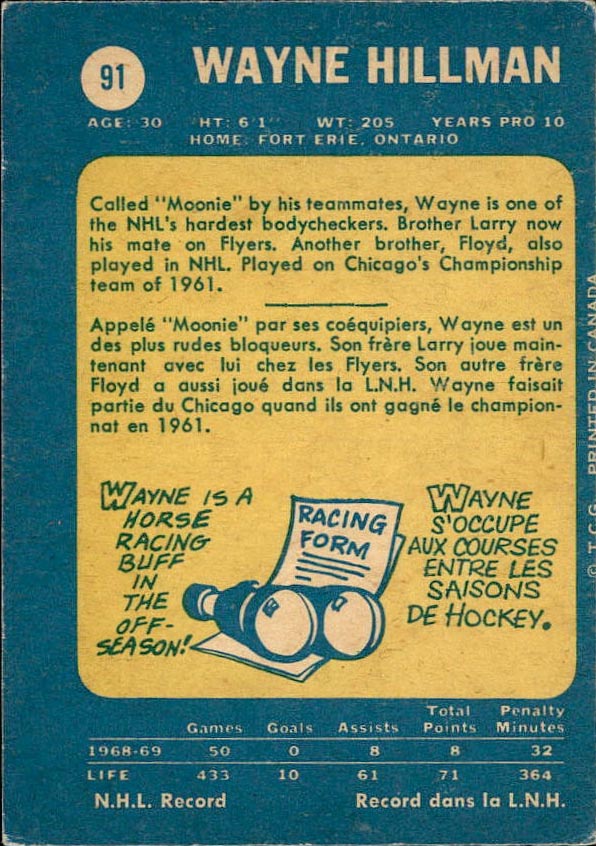 91
WAYNE HILLMAN
AGE: 30 HT: 6'1" WT: 205 YEARS PRO 10
HOME: FORT ERIE, ONTARIO
Called "Moonie" by his teammates, Wayne is one of
the NHL's hardest bodycheckers. Brother Larry now
his mate on Flyers. Another brother, Floyd, also
played in NHL. Played on Chicago's Championship
team of 1961.
Appelé "Moonie" par ses coéquipiers, Wayne est un
des plus rudes bloqueurs. Son frère Larry joue main-
tenant avec lui chez les Flyers. Son autre frère
Floyd a aussi joué dans la L.N.H. Wayne faisait
partie du Chicago quand ils ont gagné le champion-
nat en 1961.
WAYNE IS A
HORSE
RACING
BUFF
IN
THE
OFF-
SEASON!
RACING
FORM
WAYNE
S'OCCUPE
AUX COURSES
ENTRE LES
SAISONS
DE HOCKEY.
Games Goals Assists Total Points Penalty Minutes
1968-69 50 0 8 8 32
LIFE 433 10 61 71 364
N.H.L. Record Record dans la L.N.H.
© T.C.G. PRINTED IN CANADA